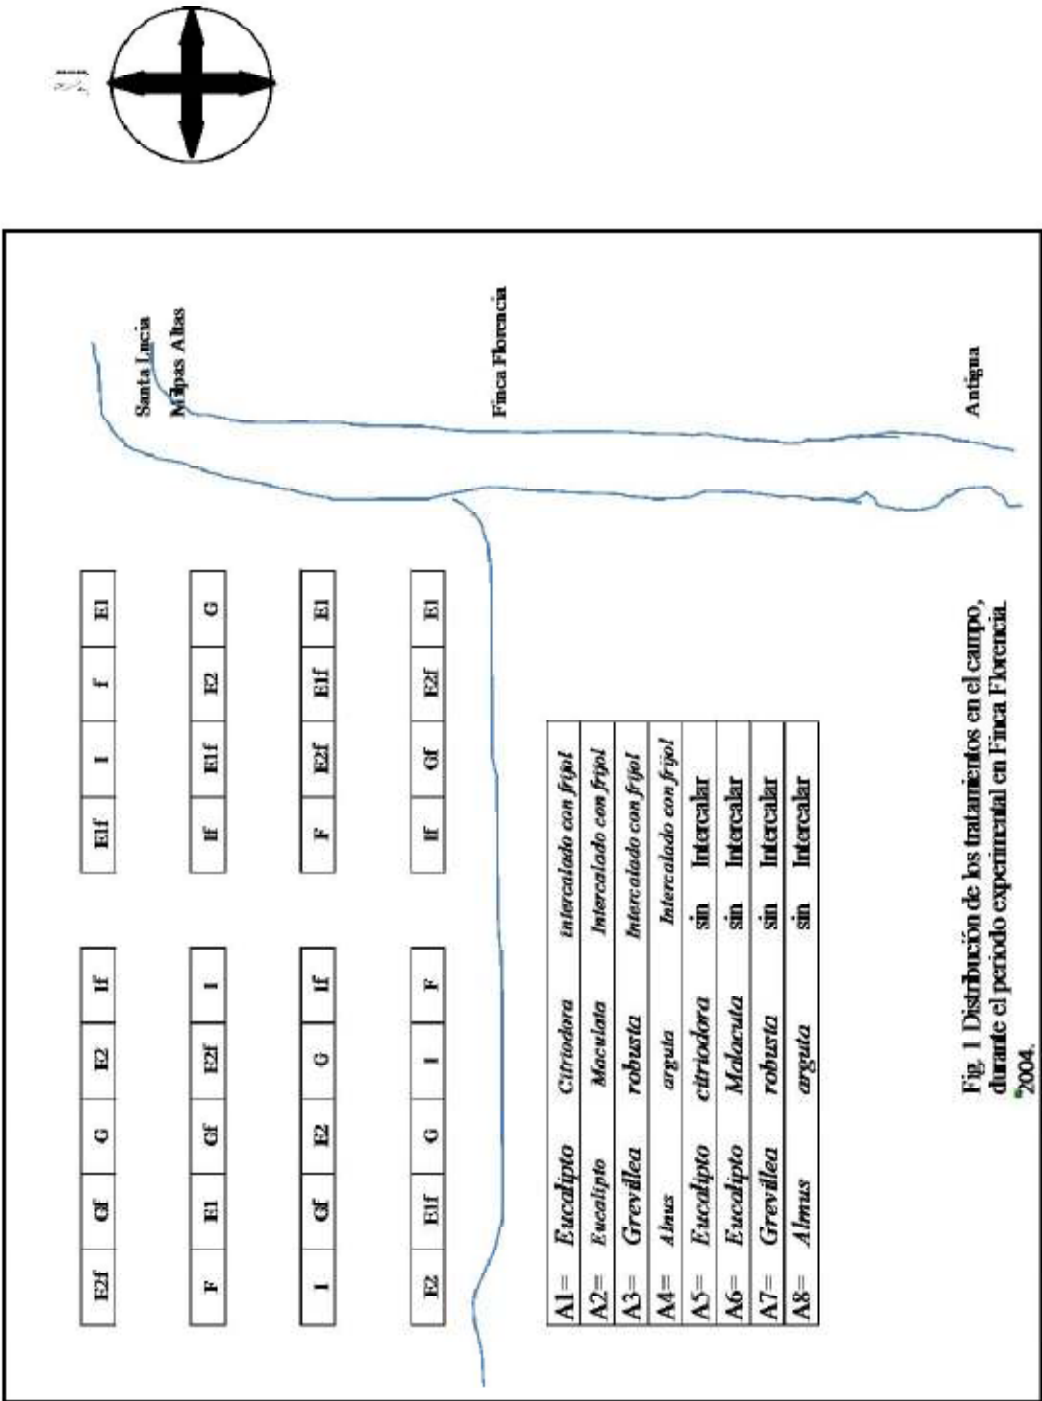 E2f Gf G E2 If E1f I f E1
Santa Lucia
Milpas Altas
F E1 Gf E2f I If E1f E2 G
I Gf E2 G If F E2f E1f E1
E2 E1f G I F If Gf E2f E1
Finca Florencia
A1= Eucalipto Citriodora intercalado con frijol
A2= Eucalipto Maculata Intercalado con frijol
A3= Grevillea robusta Intercalado con frijol
A4= Alnus arguta Intercalado con frijol
A5= Eucalipto citriodora sin Intercalar
A6= Eucalipto Malacuta sin Intercalar
A7= Grevillea robusta sin Intercalar
A8= Almus arguta sin Intercalar
Antigua
Fig. 1 Distribución de los tratamientos en el campo,
durante el periodo experimental en Finca Florencia.
2004.